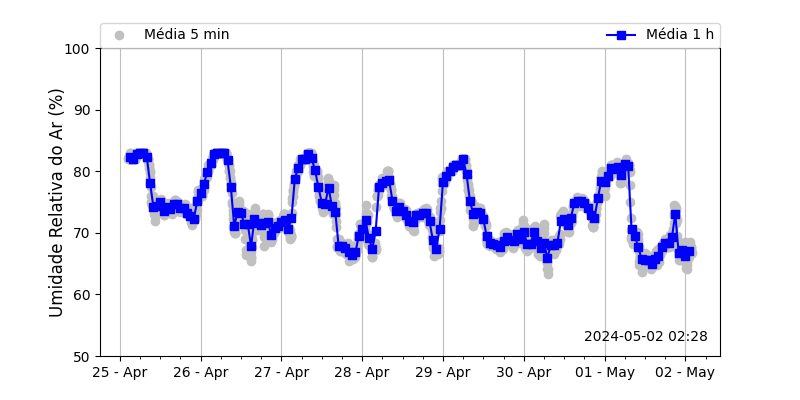 Média 5 min
Média 1 h
Umidade Relativa do Ar (%)
100
90
80
70
60
50
2024-05-02 02:28
25 - Apr
26 - Apr
27 - Apr
28 - Apr
29 - Apr
30 - Apr
01 - May
02 - May